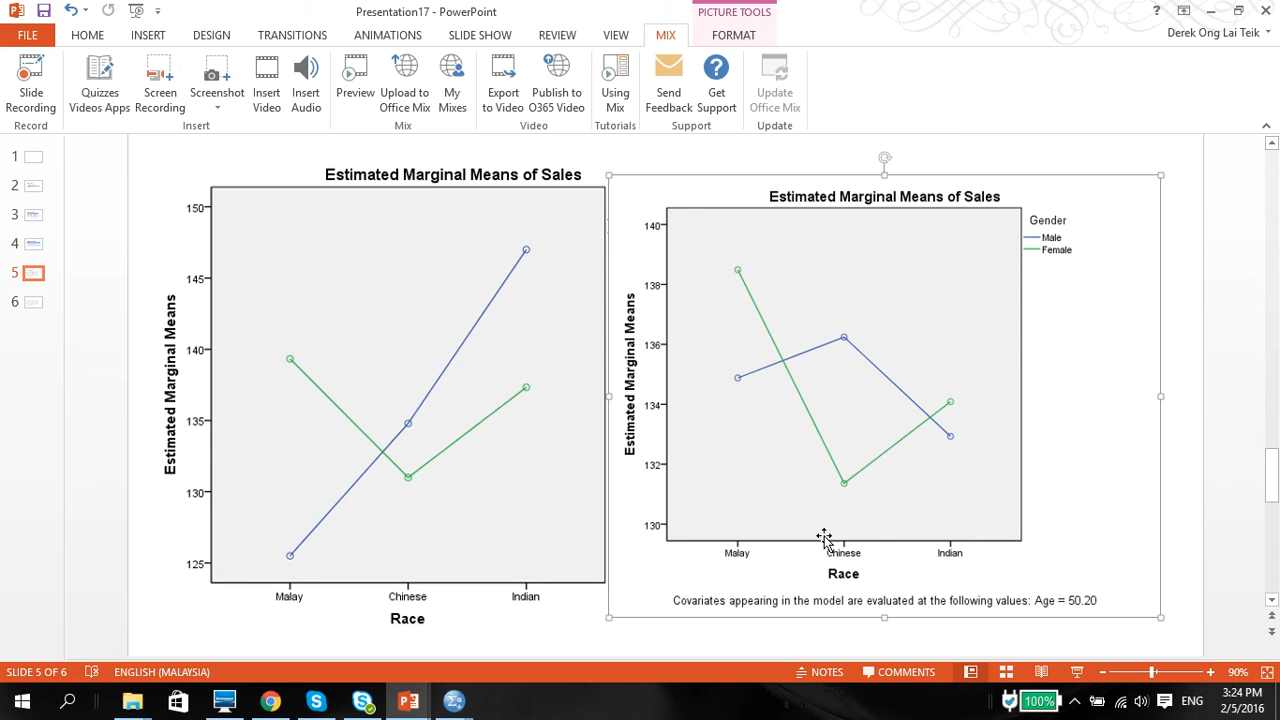 Presentation17 - PowerPoint
PICTURE TOOLS
?
FILE
HOME
INSERT
DESIGN
TRANSITIONS
ANIMATIONS
SLIDE SHOW
REVIEW
VIEW
MIX
FORMAT
Derek Ong Lai Teik
Slide Recording
Quizzes Videos Apps
Screen Recording
Screenshot
Insert Video
Insert Audio
Preview
Upload to Office Mix
My Mixes
Export to Video
Publish to O365 Video
Using Mix
Send Feedback
Get Support
Update Office Mix
Record
Insert
Mix
Video
Tutorials
Support
Update
1
2
3
4
5
6
Estimated Marginal Means of Sales
Estimated Marginal Means
150
145
140
135
130
125
Malay
Chinese
Indian
Race
Estimated Marginal Means of Sales
Estimated Marginal Means
140
138
136
134
132
130
Malay
Chinese
Indian
Race
Gender
Male
Female
Covariates appearing in the model are evaluated at the following values: Age = 50.20
SLIDE 5 OF 6
ENGLISH (MALAYSIA)
NOTES
COMMENTS
90%
100%
ENG
3:24 PM
2/5/2016